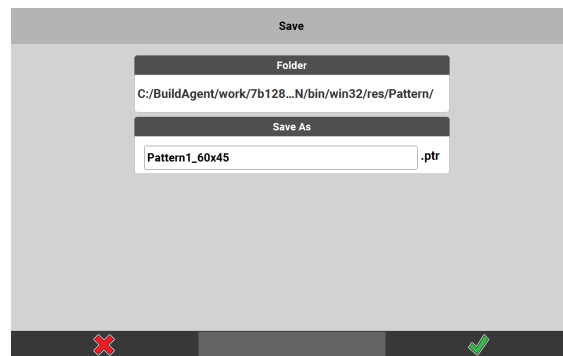 Save
Folder
C:/BuildAgent/work/7b128...N/bin/win32/res/Pattern/
Save As
Pattern1_60x45 .ptr